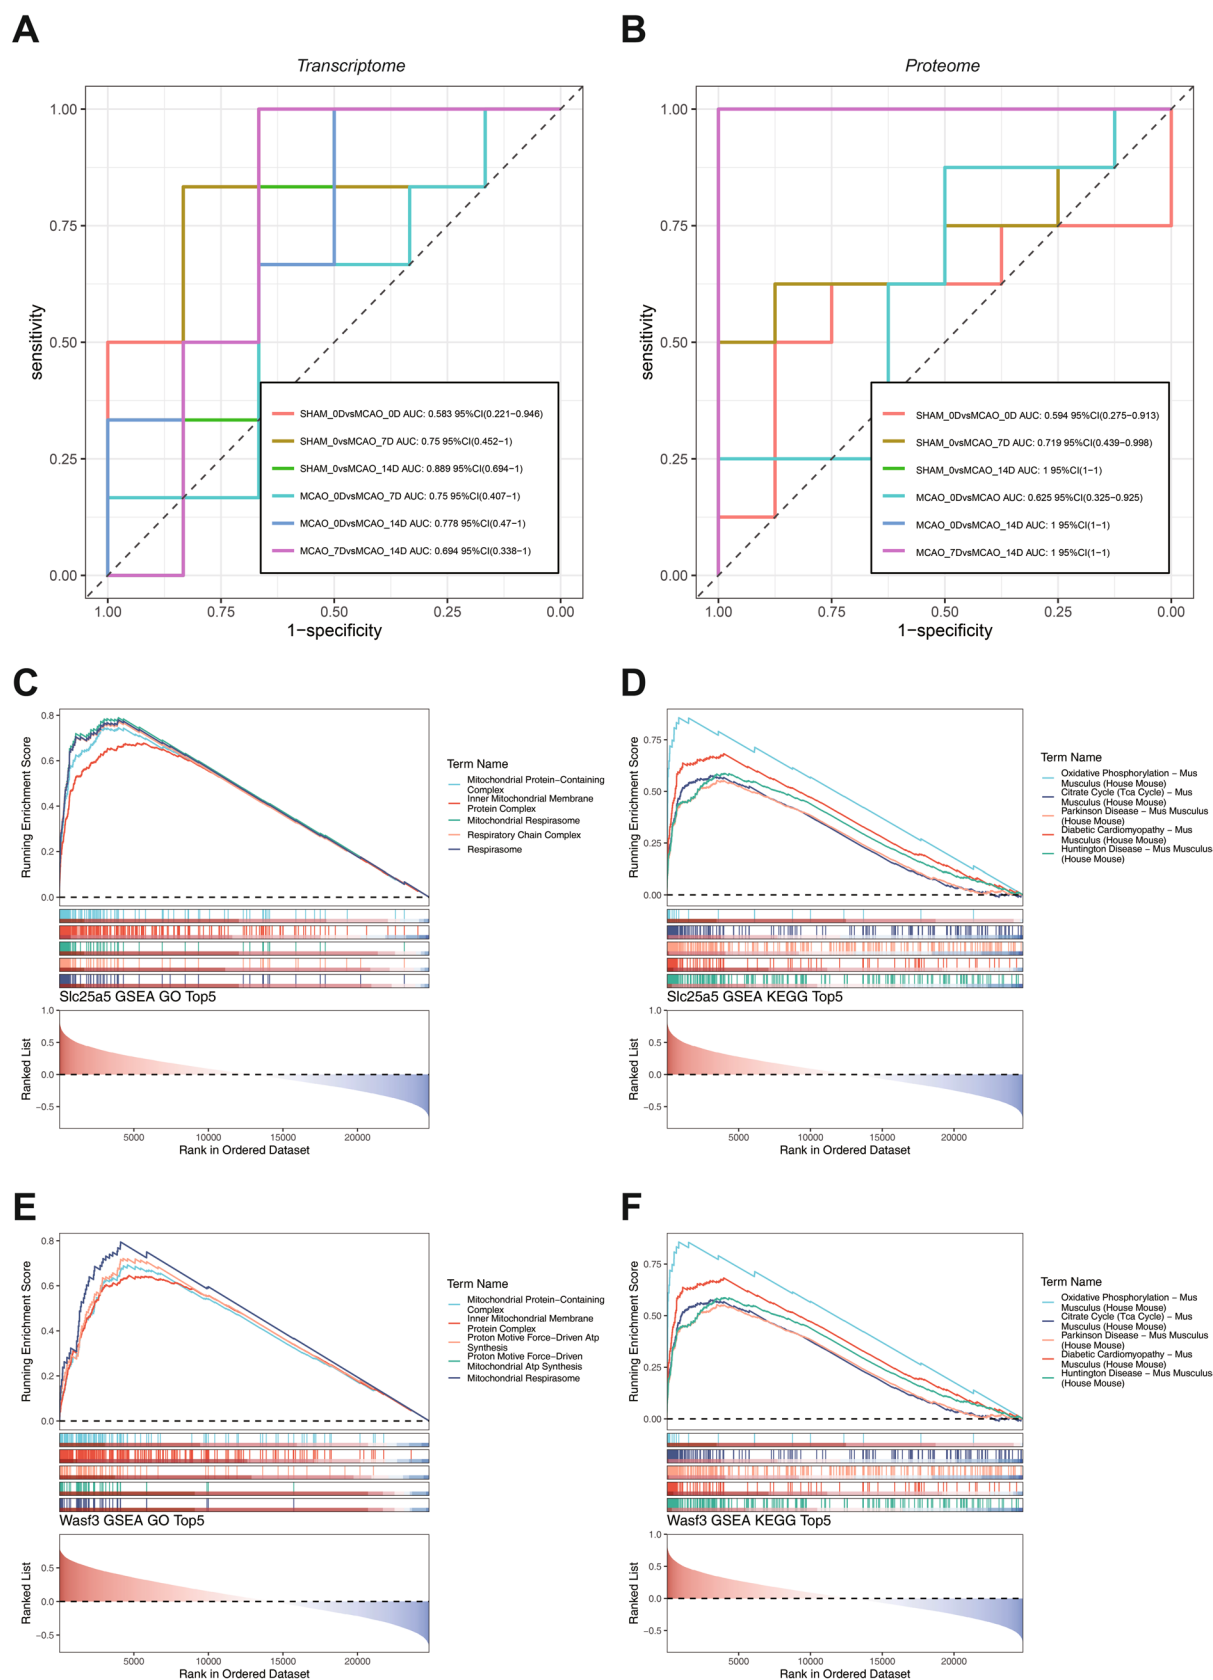 A
B
Transcriptome
Proteome
1.00
0.75
0.50
0.25
0.00
sensitivity
SHAM_0DvsMCAO_0D AUC: 0.583 95%CI(0.221−0.946)
SHAM_0vsMCAO_7D AUC: 0.75 95%CI(0.452−1)
SHAM_0vsMCAO_14D AUC: 0.889 95%CI(0.694−1)
MCAO_0DvsMCAO_7D AUC: 0.75 95%CI(0.407−1)
MCAO_0DvsMCAO_14D AUC: 0.778 95%CI(0.47−1)
MCAO_7DvsMCAO_14D AUC: 0.694 95%CI(0.338−1)
1.00 0.75 0.50 0.25 0.00
1−specificity
1.00
0.75
0.50
0.25
0.00
sensitivity
SHAM_0DvsMCAO_0D AUC: 0.594 95%CI(0.275−0.913)
SHAM_0vsMCAO_7D AUC: 0.719 95%CI(0.439−0.998)
SHAM_0vsMCAO_14D AUC: 1 95%CI(1−1)
MCAO_0DvsMCAO AUC: 0.625 95%CI(0.325−0.925)
MCAO_0DvsMCAO_14D AUC: 1 95%CI(1−1)
MCAO_7DvsMCAO_14D AUC: 1 95%CI(1−1)
1.00 0.75 0.50 0.25 0.00
1−specificity
C
0.8
0.6
0.4
0.2
0.0
Running Enrichment Score
Term Name
Mitochondrial Protein−Containing
Complex
Inner Mitochondrial Membrane
Protein Complex
Mitochondrial Respirasome
Respiratory Chain Complex
Respirasome
Slc25a5 GSEA GO Top5
1.0
0.5
0.0
−0.5
Ranked List
5000 10000 15000 20000
Rank in Ordered Dataset
D
0.75
0.50
0.25
0.00
Running Enrichment Score
Term Name
Oxidative Phosphorylation − Mus
Musculus (House Mouse)
Citrate Cycle (Tca Cycle) − Mus
Musculus (House Mouse)
Parkinson Disease − Mus Musculus
(House Mouse)
Diabetic Cardiomyopathy − Mus
Musculus (House Mouse)
Huntington Disease − Mus Musculus
(House Mouse)
Slc25a5 GSEA KEGG Top5
1.0
0.5
0.0
−0.5
Ranked List
5000 10000 15000 20000
Rank in Ordered Dataset
E
0.8
0.6
0.4
0.2
0.0
Running Enrichment Score
Term Name
Mitochondrial Protein−Containing
Complex
Inner Mitochondrial Membrane
Protein Complex
Proton Motive Force−Driven Atp
Synthesis
Proton Motive Force−Driven
Mitochondrial Atp Synthesis
Mitochondrial Respirasome
Wasf3 GSEA GO Top5
0.5
0.0
−0.5
Ranked List
5000 10000 15000 20000
Rank in Ordered Dataset
F
0.75
0.50
0.25
0.00
Running Enrichment Score
Term Name
Oxidative Phosphorylation − Mus
Musculus (House Mouse)
Citrate Cycle (Tca Cycle) − Mus
Musculus (House Mouse)
Parkinson Disease − Mus Musculus
(House Mouse)
Diabetic Cardiomyopathy − Mus
Musculus (House Mouse)
Huntington Disease − Mus Musculus
(House Mouse)
Wasf3 GSEA KEGG Top5
1.0
0.5
0.0
−0.5
Ranked List
5000 10000 15000 20000
Rank in Ordered Dataset